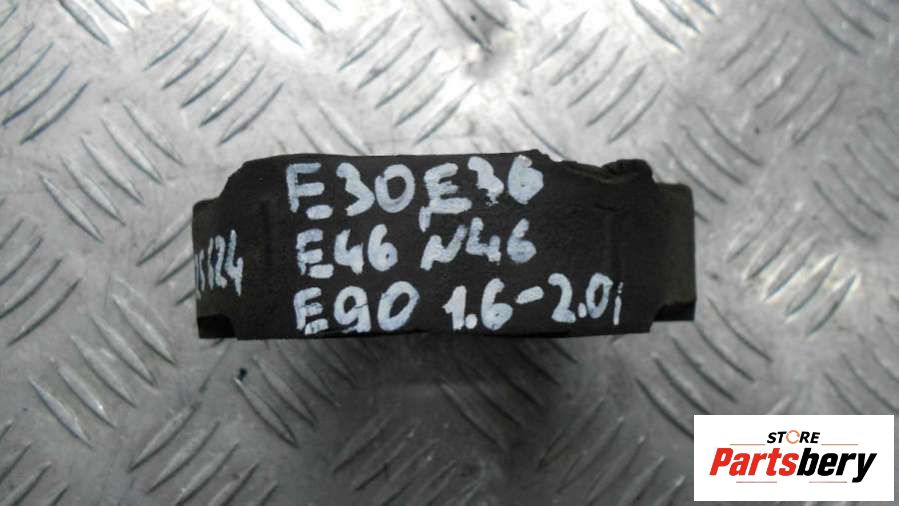 E30 E36
E46 N46
E90 1.6-2.0i
STORE
Partsbery